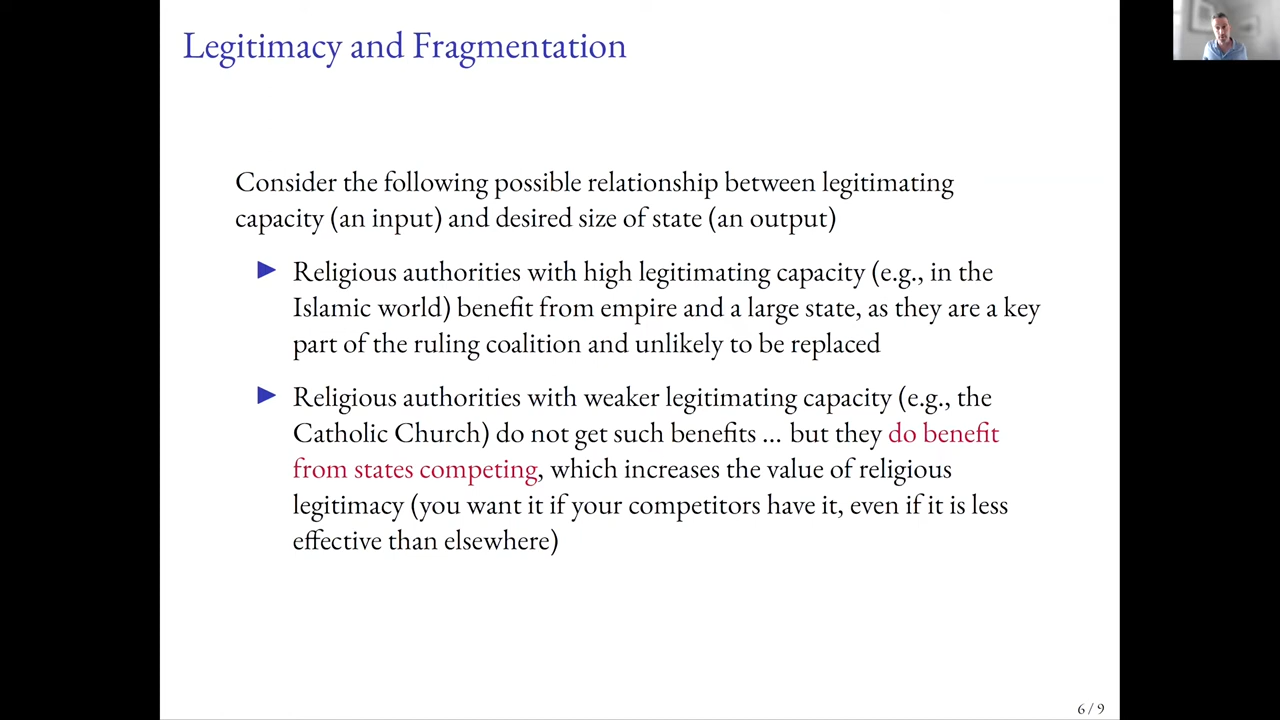 Legitimacy and Fragmentation
Consider the following possible relationship between legitimating
capacity (an input) and desired size of state (an output)
▶ Religious authorities with high legitimating capacity (e.g., in the
Islamic world) benefit from empire and a large state, as they are a key
part of the ruling coalition and unlikely to be replaced
▶ Religious authorities with weaker legitimating capacity (e.g., the
Catholic Church) do not get such benefits ... but they do benefit
from states competing, which increases the value of religious
legitimacy (you want it if your competitors have it, even if it is less
effective than elsewhere)
6 / 9